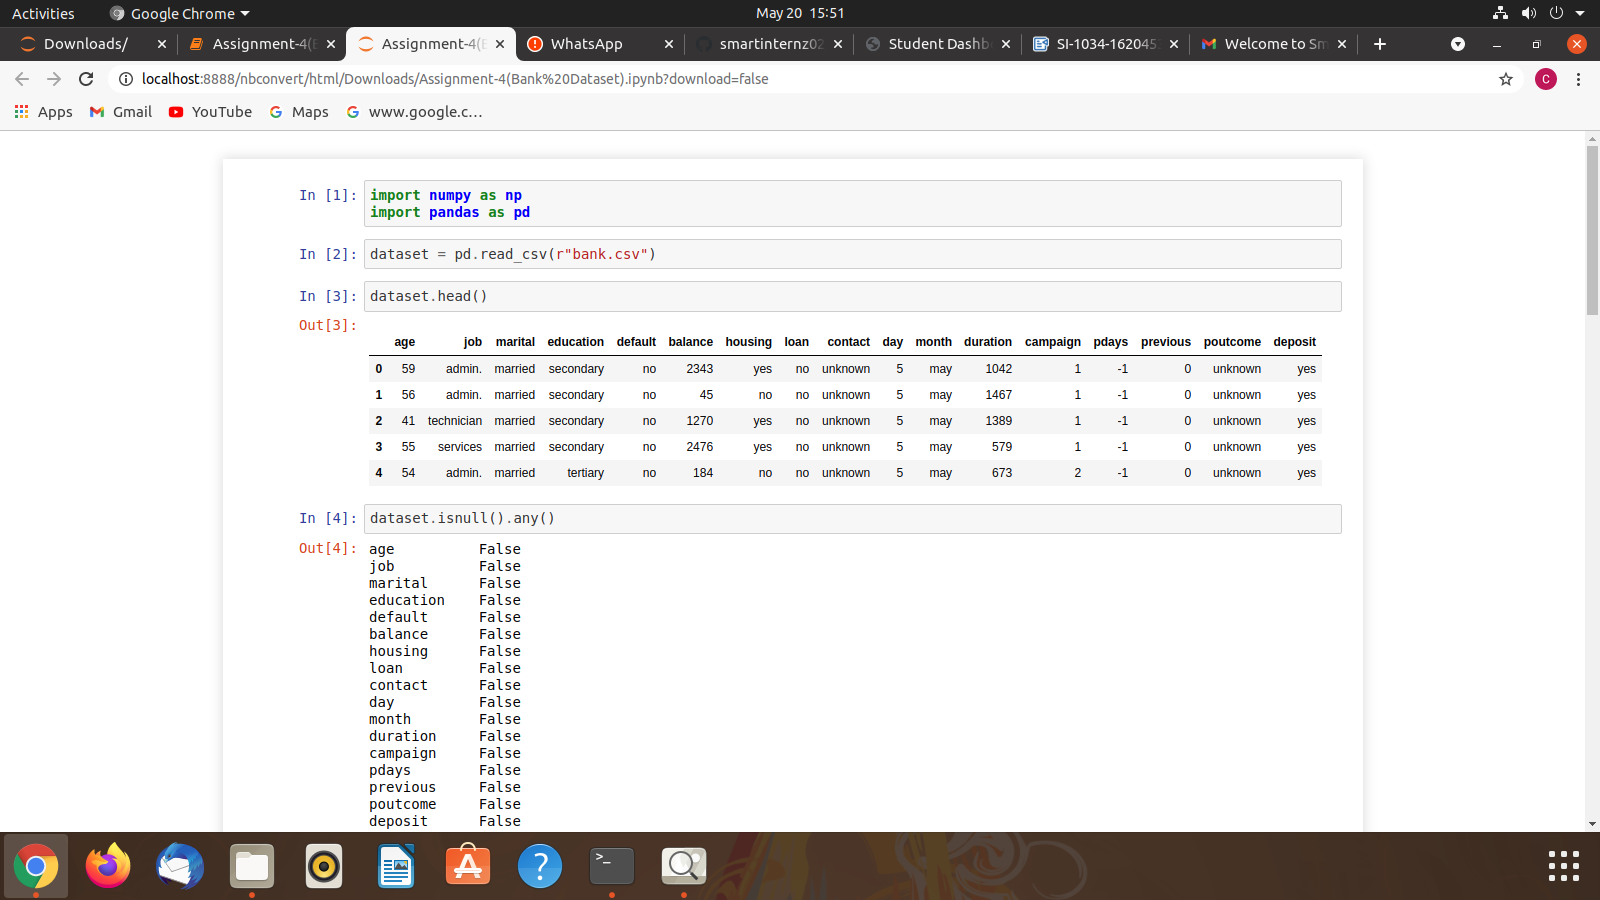 Activities Google Chrome May 20 15:51
Downloads/ Assignment-4(B Assignment-4(B WhatsApp smartinternz02 Student Dashb SI-1034-162045 Welcome to Sm
localhost:8888/nbconvert/html/Downloads/Assignment-4(Bank%20Dataset).ipynb?download=false C
Apps Gmail YouTube Maps www.google.c...
In [1]: import numpy as np
import pandas as pd
In [2]: dataset = pd.read_csv(r"bank.csv")
In [3]: dataset.head()
Out[3]:
age job marital education default balance housing loan contact day month duration campaign pdays previous poutcome deposit
0 59 admin. married secondary no 2343 yes no unknown 5 may 1042 1 -1 0 unknown yes
1 56 admin. married secondary no 45 no no unknown 5 may 1467 1 -1 0 unknown yes
2 41 technician married secondary no 1270 yes no unknown 5 may 1389 1 -1 0 unknown yes
3 55 services married secondary no 2476 yes no unknown 5 may 579 1 -1 0 unknown yes
4 54 admin. married tertiary no 184 no no unknown 5 may 673 2 -1 0 unknown yes
In [4]: dataset.isnull().any()
Out[4]: age False
job False
marital False
education False
default False
balance False
housing False
loan False
contact False
day False
month False
duration False
campaign False
pdays False
previous False
poutcome False
deposit False